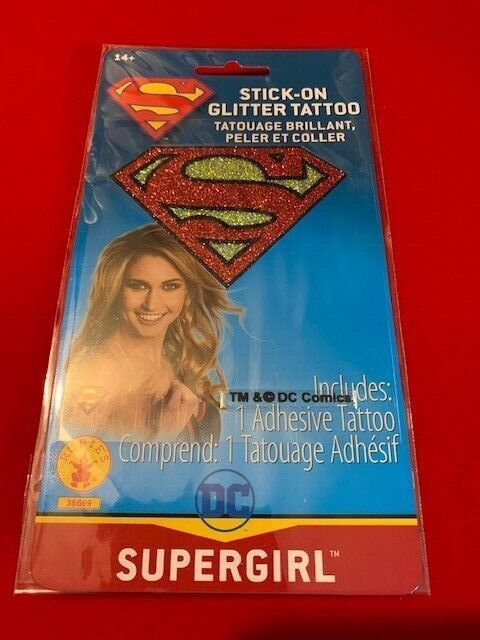 14+
STICK-ON
GLITTER TATTOO
TATOUAGE BRILLANT,
PELER ET COLLER
Includes:
TM & © DC Comics
1 Adhesive Tattoo
Comprend: 1 Tatouage Adhésif
RUBIE'S
36669
DC
SUPERGIRL™